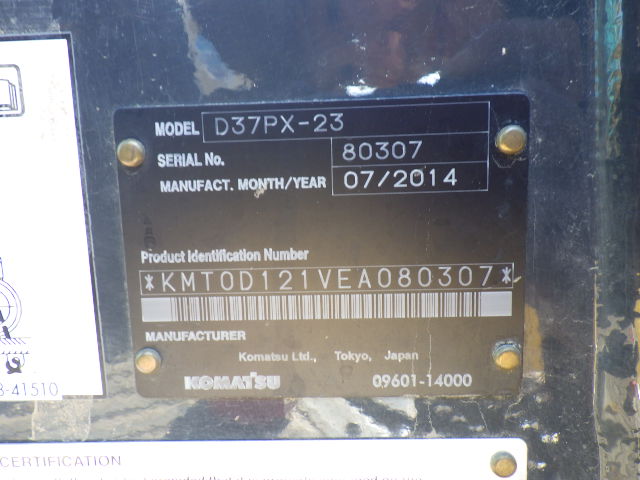 MODEL D37PX-23
SERIAL No. 80307
MANUFACT. MONTH/YEAR 07/2014
Product Identification Number
*KMT0D121VEA080307*
MANUFACTURER
Komatsu Ltd., Tokyo, Japan
KOMATSU 09601-14000
-41510
CERTIFICATION